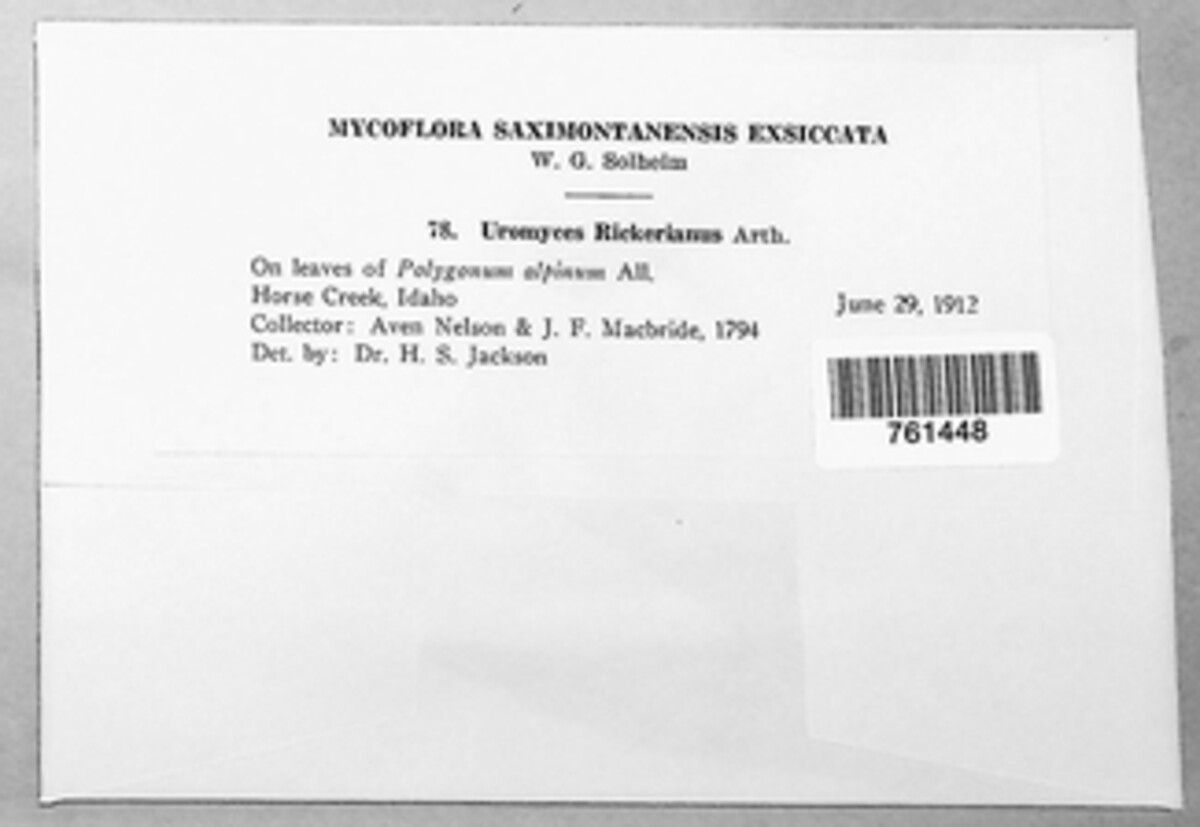 MYCOFLORA SAXIMONTANENSIS EXSICCATA
W. G. Solheim
78. Uromyces Rickerianus Arth.
On leaves of Polygonum alpinum All.
Horse Creek, Idaho
June 29, 1912
Collector: Aven Nelson & J. F. Macbride, 1794
Det. by: Dr. H. S. Jackson
761448